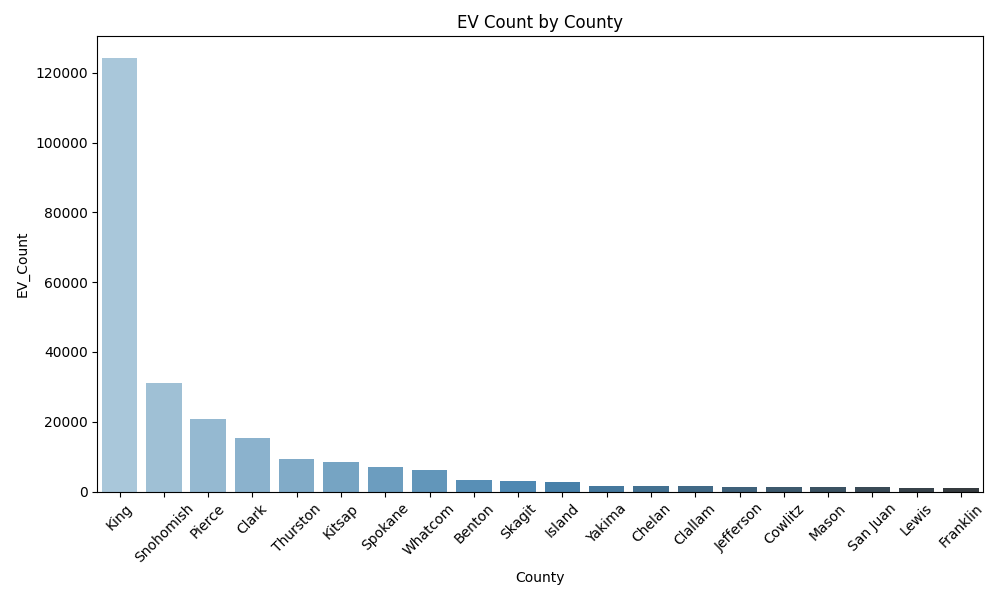 EV Count by County
EV_Count
120000
100000
80000
60000
40000
20000
0
King
Snohomish
Pierce
Clark
Thurston
Kitsap
Spokane
Whatcom
Benton
Skagit
Island
Yakima
Chelan
Clallam
Jefferson
Cowlitz
Mason
San Juan
Lewis
Franklin
County